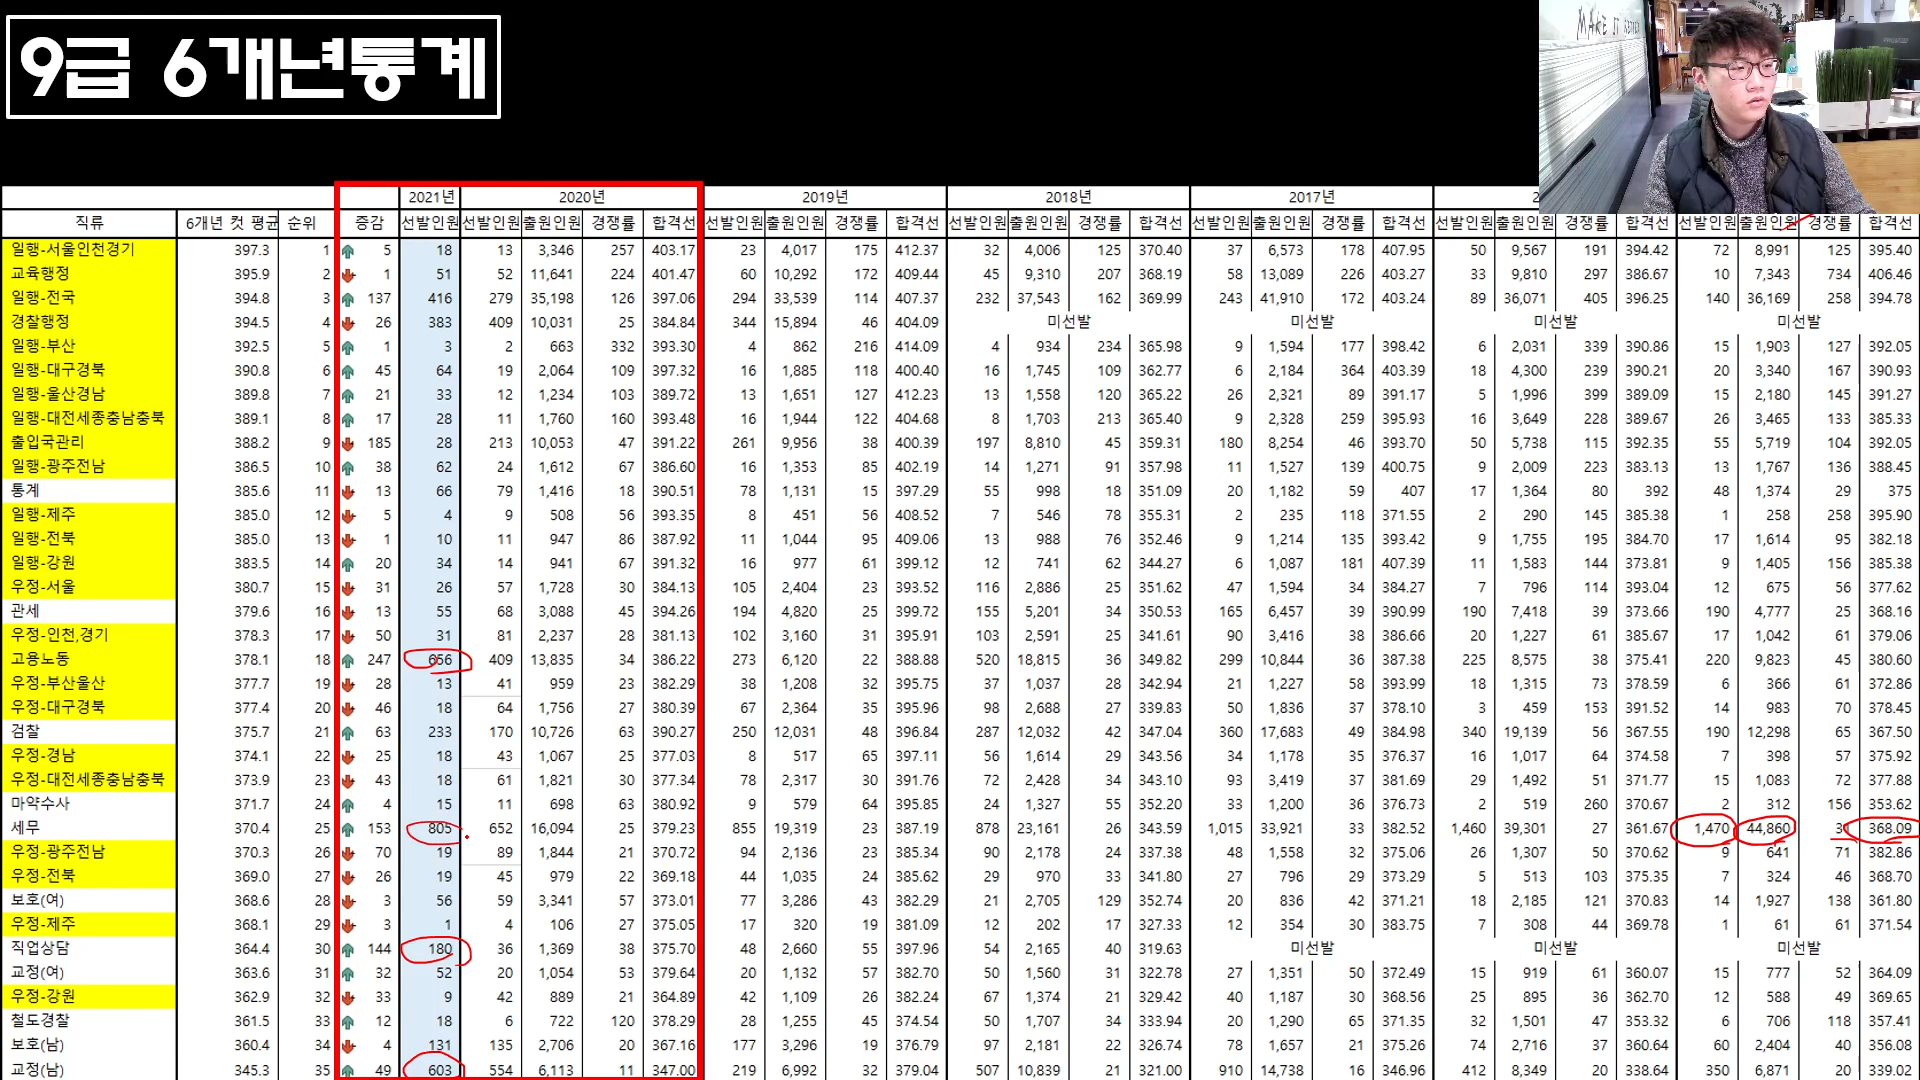 9급 6개년통계
MAKE IT BETTER
2021년 2020년 2019년 2018년 2017년 2
직류 6개년 컷 평균 순위 증감 선발인원 선발인원 출원인원 경쟁률 합격선 선발인원 출원인원 경쟁률 합격선 선발인원 출원인원 경쟁률 합격선 선발인원 출원인원 경쟁률 합격선 선발인원 출원인원 경쟁률 합격선 선발인원 출원인원 경쟁률 합격선
일행-서울인천경기 397.3 1 5 18 13 3,346 257 403.17 23 4,017 175 412.37 32 4,006 125 370.40 37 6,573 178 407.95 50 9,567 191 394.42 72 8,991 125 395.40
교육행정 395.9 2 1 51 52 11,641 224 401.47 60 10,292 172 409.44 45 9,310 207 368.19 58 13,089 226 403.27 33 9,810 297 386.67 10 7,343 734 406.46
일행-전국 394.8 3 137 416 279 35,198 126 397.06 294 33,539 114 407.37 232 37,543 162 369.99 243 41,910 172 403.24 89 36,071 405 396.25 140 36,169 258 394.78
경찰행정 394.5 4 26 383 409 10,031 25 384.84 344 15,894 46 404.09 미선발 미선발 미선발 미선발
일행-부산 392.5 5 1 3 2 663 332 393.30 4 862 216 414.09 4 934 234 365.98 9 1,594 177 398.42 6 2,031 339 390.86 15 1,903 127 392.05
일행-대구경북 390.8 6 45 64 19 2,064 109 397.32 16 1,885 118 400.40 16 1,745 109 362.77 6 2,184 364 403.39 18 4,300 239 390.21 20 3,340 167 390.93
일행-울산경남 389.8 7 21 33 12 1,234 103 389.72 13 1,651 127 412.23 13 1,558 120 365.22 26 2,321 89 391.17 5 1,996 399 389.09 15 2,180 145 391.27
일행-대전세종충남충북 389.1 8 17 28 11 1,760 160 393.48 16 1,944 122 404.68 8 1,703 213 365.40 9 2,328 259 395.93 16 3,649 228 389.67 26 3,465 133 385.33
출입국관리 388.2 9 185 28 213 10,053 47 391.22 261 9,956 38 400.39 197 8,810 45 359.31 180 8,254 46 393.70 50 5,738 115 392.35 55 5,719 104 392.05
일행-광주전남 386.5 10 38 62 24 1,612 67 386.60 16 1,353 85 402.19 14 1,271 91 357.98 11 1,527 139 400.75 9 2,009 223 383.13 13 1,767 136 388.45
통계 385.6 11 13 66 79 1,416 18 390.51 78 1,131 15 397.29 55 998 18 351.09 20 1,182 59 407 17 1,364 80 392 48 1,374 29 375
일행-제주 385.0 12 5 4 9 508 56 393.35 8 451 56 408.52 7 546 78 355.31 2 235 118 371.55 2 290 145 385.38 1 258 258 395.90
일행-전북 385.0 13 1 10 11 947 86 387.92 11 1,044 95 409.06 13 988 76 352.46 9 1,214 135 393.42 9 1,755 195 384.70 17 1,614 95 382.18
일행-강원 383.5 14 20 34 14 941 67 391.32 16 977 61 399.12 12 741 62 344.27 6 1,087 181 407.39 11 1,583 144 373.81 9 1,405 156 385.38
우정-서울 380.7 15 31 26 57 1,728 30 384.13 105 2,404 23 393.52 116 2,886 25 351.62 47 1,594 34 384.27 7 796 114 393.04 12 675 56 377.62
관세 379.6 16 13 55 68 3,088 45 394.26 194 4,820 25 399.72 155 5,201 34 350.53 165 6,457 39 390.99 190 7,418 39 373.66 190 4,777 25 368.16
우정-인천,경기 378.3 17 50 31 81 2,237 28 381.13 102 3,160 31 395.91 103 2,591 25 341.61 90 3,416 38 386.66 20 1,227 61 385.67 17 1,042 61 379.06
고용노동 378.1 18 247 656 409 13,835 34 386.22 273 6,120 22 388.88 520 18,815 36 349.82 299 10,844 36 387.38 225 8,575 38 375.41 220 9,823 45 380.60
우정-부산울산 377.7 19 28 13 41 959 23 382.29 38 1,208 32 395.75 37 1,037 28 342.94 21 1,227 58 393.99 18 1,315 73 378.59 6 366 61 372.86
우정-대구경북 377.4 20 46 18 64 1,756 27 380.39 67 2,364 35 395.96 98 2,688 27 339.83 50 1,836 37 378.10 3 459 153 391.52 14 983 70 378.45
검찰 375.7 21 63 233 170 10,726 63 390.27 250 12,031 48 396.84 287 12,032 42 347.04 360 17,683 49 384.98 340 19,139 56 367.55 190 12,298 65 367.50
우정-경남 374.1 22 25 18 43 1,067 25 377.03 8 517 65 397.11 56 1,614 29 343.56 34 1,178 35 376.37 16 1,017 64 374.58 7 398 57 375.92
우정-대전세종충남충북 373.9 23 43 18 61 1,821 30 377.34 78 2,317 30 391.76 72 2,428 34 343.10 93 3,419 37 381.69 29 1,492 51 371.77 15 1,083 72 377.88
마약수사 371.7 24 4 15 11 698 63 380.92 9 579 64 395.85 24 1,327 55 352.20 33 1,200 36 376.73 2 519 260 370.67 2 312 156 353.62
세무 370.4 25 153 805 652 16,094 25 379.23 855 19,319 23 387.19 878 23,161 26 343.59 1,015 33,921 33 382.52 1,460 39,301 27 361.67 1,470 44,860 31 368.09
우정-광주전남 370.3 26 70 19 89 1,844 21 370.72 94 2,136 23 385.34 90 2,178 24 337.38 48 1,558 32 375.06 26 1,307 50 370.62 9 641 71 382.86
우정-전북 369.0 27 26 19 45 979 22 369.18 44 1,035 24 385.62 29 970 33 341.80 27 796 29 373.29 5 513 103 375.35 7 324 46 368.70
보호(여) 368.6 28 3 56 59 3,341 57 373.01 77 3,286 43 382.29 21 2,705 129 352.74 20 836 42 371.21 18 2,185 121 370.83 14 1,927 138 361.80
우정-제주 368.1 29 3 1 4 106 27 375.05 17 320 19 381.09 12 202 17 327.33 12 354 30 383.75 7 308 44 369.78 1 61 61 371.54
직업상담 364.4 30 144 180 36 1,369 38 375.70 48 2,660 55 397.96 54 2,165 40 319.63 미선발 미선발 미선발
교정(여) 363.6 31 32 52 20 1,054 53 379.64 20 1,132 57 382.70 50 1,560 31 322.78 27 1,351 50 372.49 15 919 61 360.07 15 777 52 364.09
우정-강원 362.9 32 33 9 42 889 21 364.89 42 1,109 26 382.24 67 1,374 21 329.42 40 1,187 30 368.56 25 895 36 362.70 12 588 49 369.65
철도경찰 361.5 33 12 18 6 722 120 378.29 28 1,255 45 374.54 50 1,707 34 333.94 20 1,290 65 371.35 32 1,501 47 353.32 6 706 118 357.41
보호(남) 360.4 34 4 131 135 2,706 20 367.16 177 3,296 19 376.79 97 2,181 22 326.74 78 1,657 21 375.26 74 2,716 37 360.64 60 2,404 40 356.08
교정(남) 345.3 35 49 603 554 6,113 11 347.00 219 6,992 32 379.04 507 10,839 21 321.00 910 14,738 16 346.96 412 8,349 20 338.64 350 6,871 20 339.02